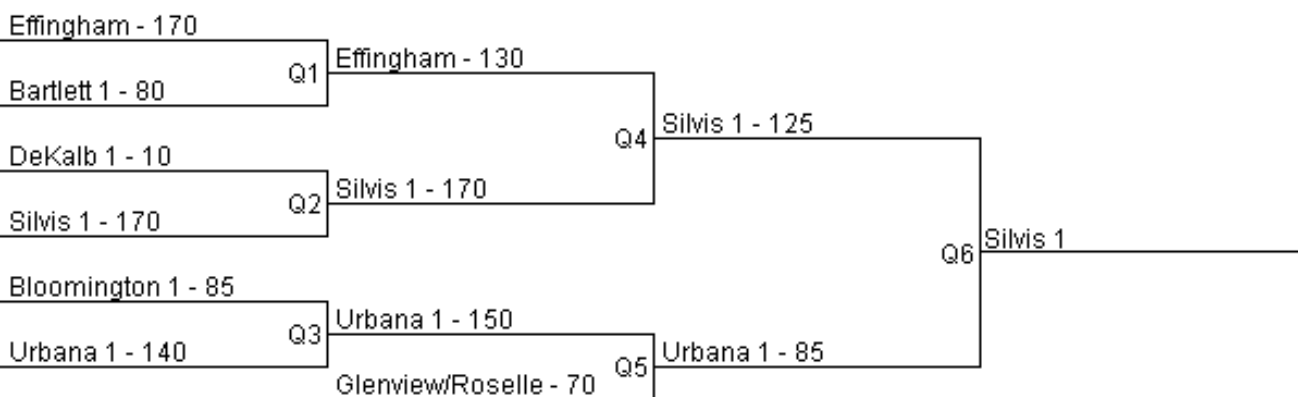 Effingham - 170
Bartlett 1 - 80
Q1
Effingham - 130
DeKalb 1 - 10
Silvis 1 - 170
Q2
Silvis 1 - 170
Q4
Silvis 1 - 125
Bloomington 1 - 85
Urbana 1 - 140
Q3
Urbana 1 - 150
Glenview/Roselle - 70
Q5
Urbana 1 - 85
Q6
Silvis 1